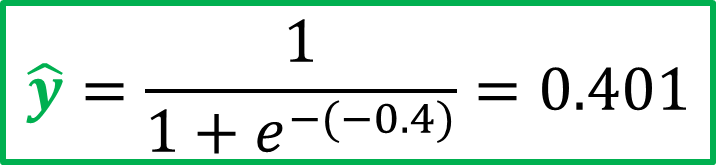 ŷ = 1 / (1 + e^−(−0.4)) = 0.401